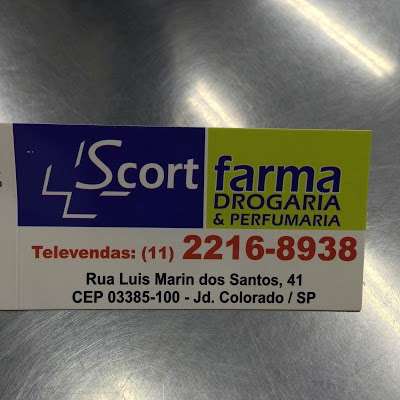 Scort farma
DROGARIA
& PERFUMARIA
Televendas: (11) 2216-8938
Rua Luis Marin dos Santos, 41
CEP 03385-100 - Jd. Colorado / SP